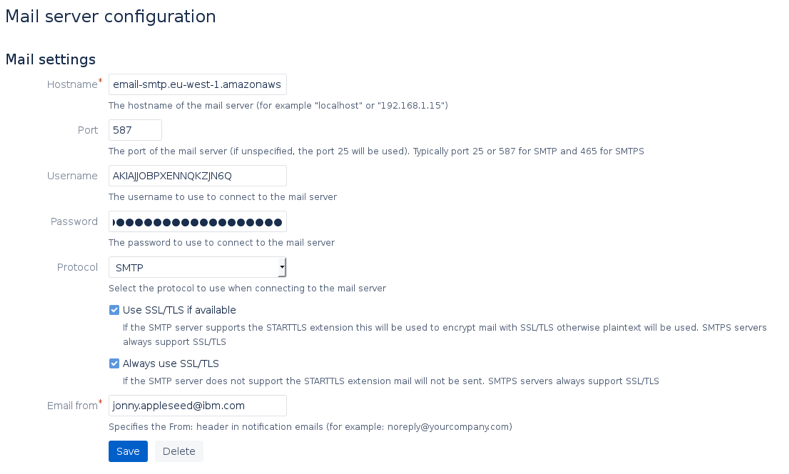 Mail server configuration
Mail settings
Hostname*
email-smtp.eu-west-1.amazonaws
The hostname of the mail server (for example "localhost" or "192.168.1.15")
Port
587
The port of the mail server (if unspecified, the port 25 will be used). Typically port 25 or 587 for SMTP and 465 for SMTPS
Username
AKIAJJOBPXENNQKZJN6Q
The username to use to connect to the mail server
Password
The password to use to connect to the mail server
Protocol
SMTP
Select the protocol to use when connecting to the mail server
Use SSL/TLS if available
If the SMTP server supports the STARTTLS extension this will be used to encrypt mail with SSL/TLS otherwise plaintext will be used. SMTPS servers
always support SSL/TLS
Always use SSL/TLS
If the SMTP server does not support the STARTTLS extension mail will not be sent. SMTPS servers always support SSL/TLS
Email from*
jonny.appleseed@ibm.com
Specifies the From: header in notification emails (for example: noreply@yourcompany.com)
Save
Delete